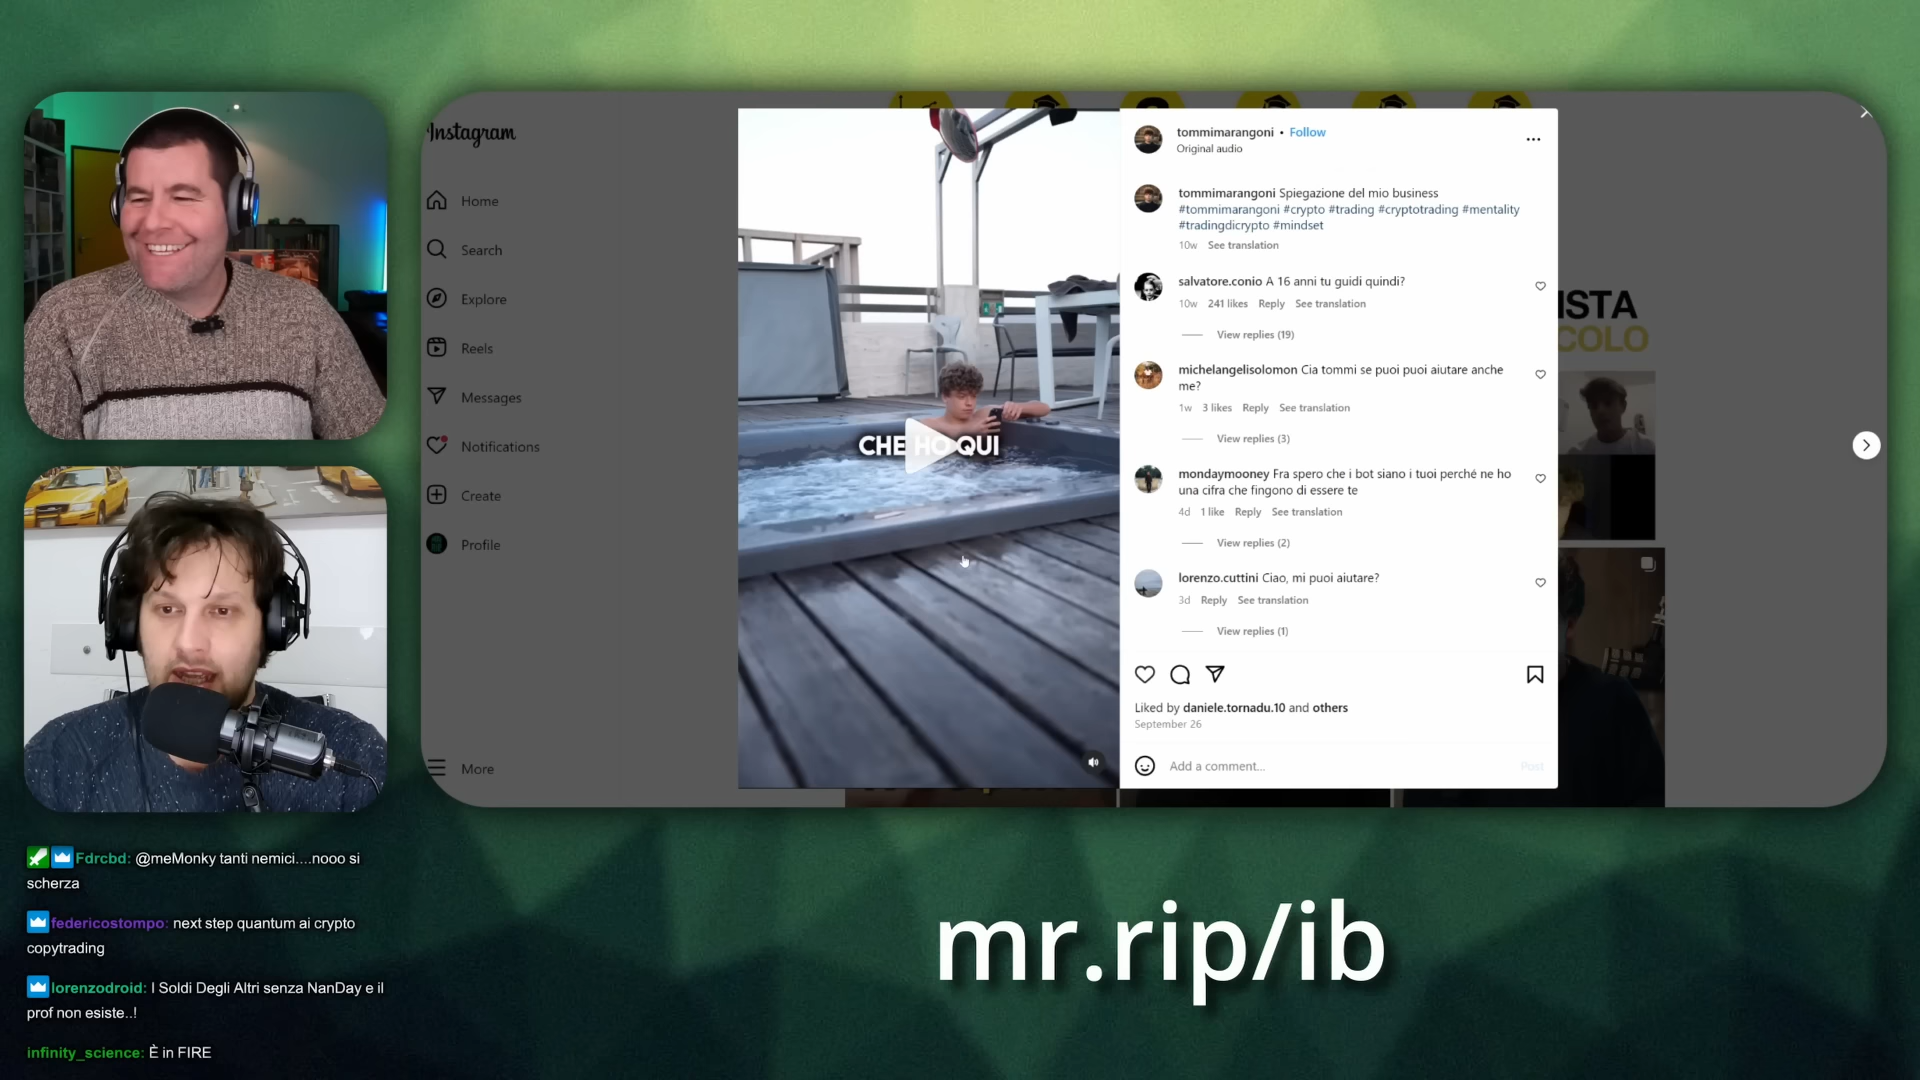 Instagram
Home
Search
Explore
Reels
Messages
Notifications
Create
Profile
More
CHE HO QUI
tommimarangoni • Follow
Original audio
tommimarangoni Spiegazione del mio business
#tommimarangoni #crypto #trading #cryptotrading #mentality
#tradingdicrypto #mindset
10w See translation
salvatore.conio A 16 anni tu guidi quindi?
10w 241 likes Reply See translation
View replies (19)
michelangelisolomon Cia tommi se puoi puoi aiutare anche
me?
1w 3 likes Reply See translation
View replies (3)
mondaymooney Fra spero che i bot siano i tuoi perché ne ho
una cifra che fingono di essere te
4d 1 like Reply See translation
View replies (2)
lorenzo.cuttini Ciao, mi puoi aiutare?
3d Reply See translation
View replies (1)
Liked by daniele.tornadu.10 and others
September 26
Add a comment...
Post
ISTA
COLO
Fdrcbd: @meMonky tanti nemici....nooo si
scherza
federicostompo: next step quantum ai crypto
copytrading
lorenzodroid: I Soldi Degli Altri senza NanDay e il
prof non esiste..!
infinity_science: È in FIRE
mr.rip/ib